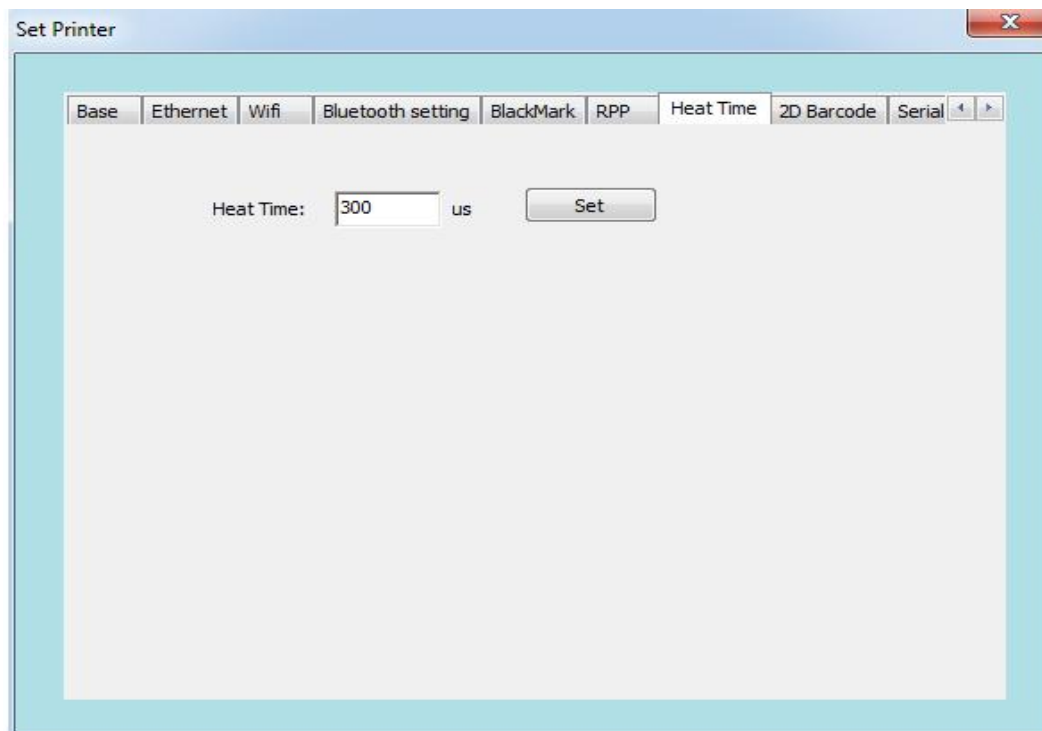 Set Printer
Base Ethernet Wifi Bluetooth setting BlackMark RPP Heat Time 2D Barcode Serial
Heat Time: 300 us Set